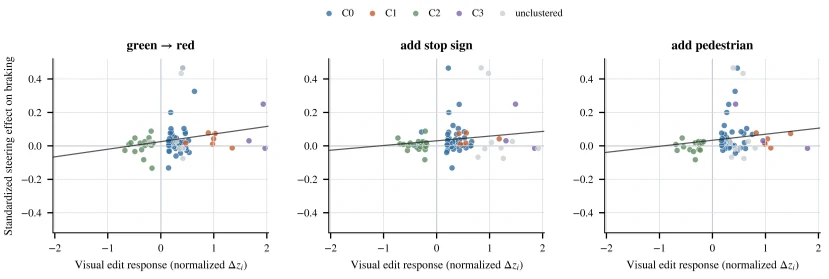 C0 C1 C2 C3 unclustered
green → red add stop sign add pedestrian
Standardized steering effect on braking
0.4 0.4 0.4
0.2 0.2 0.2
0.0 0.0 0.0
−0.2 −0.2 −0.2
−0.4 −0.4 −0.4
−2 −1 0 1 2 −2 −1 0 1 2 −2 −1 0 1 2
Visual edit response (normalized Δzᵢ) Visual edit response (normalized Δzᵢ) Visual edit response (normalized Δzᵢ)